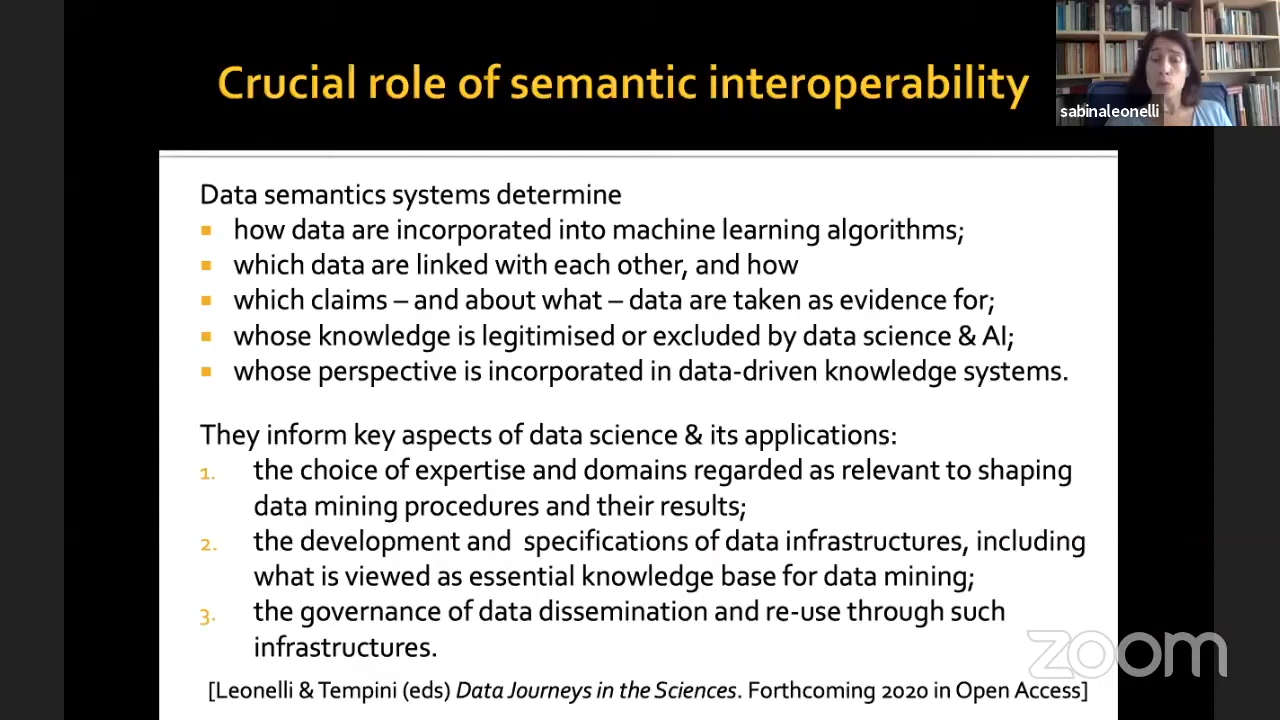 Crucial role of semantic interoperability
sabinaleonelli
Data semantics systems determine
how data are incorporated into machine learning algorithms;
which data are linked with each other, and how
which claims – and about what – data are taken as evidence for;
whose knowledge is legitimised or excluded by data science & AI;
whose perspective is incorporated in data-driven knowledge systems.
They inform key aspects of data science & its applications:
1. the choice of expertise and domains regarded as relevant to shaping
data mining procedures and their results;
2. the development and specifications of data infrastructures, including
what is viewed as essential knowledge base for data mining;
3. the governance of data dissemination and re-use through such
infrastructures.
zoom
[Leonelli & Tempini (eds) Data Journeys in the Sciences. Forthcoming 2020 in Open Access]